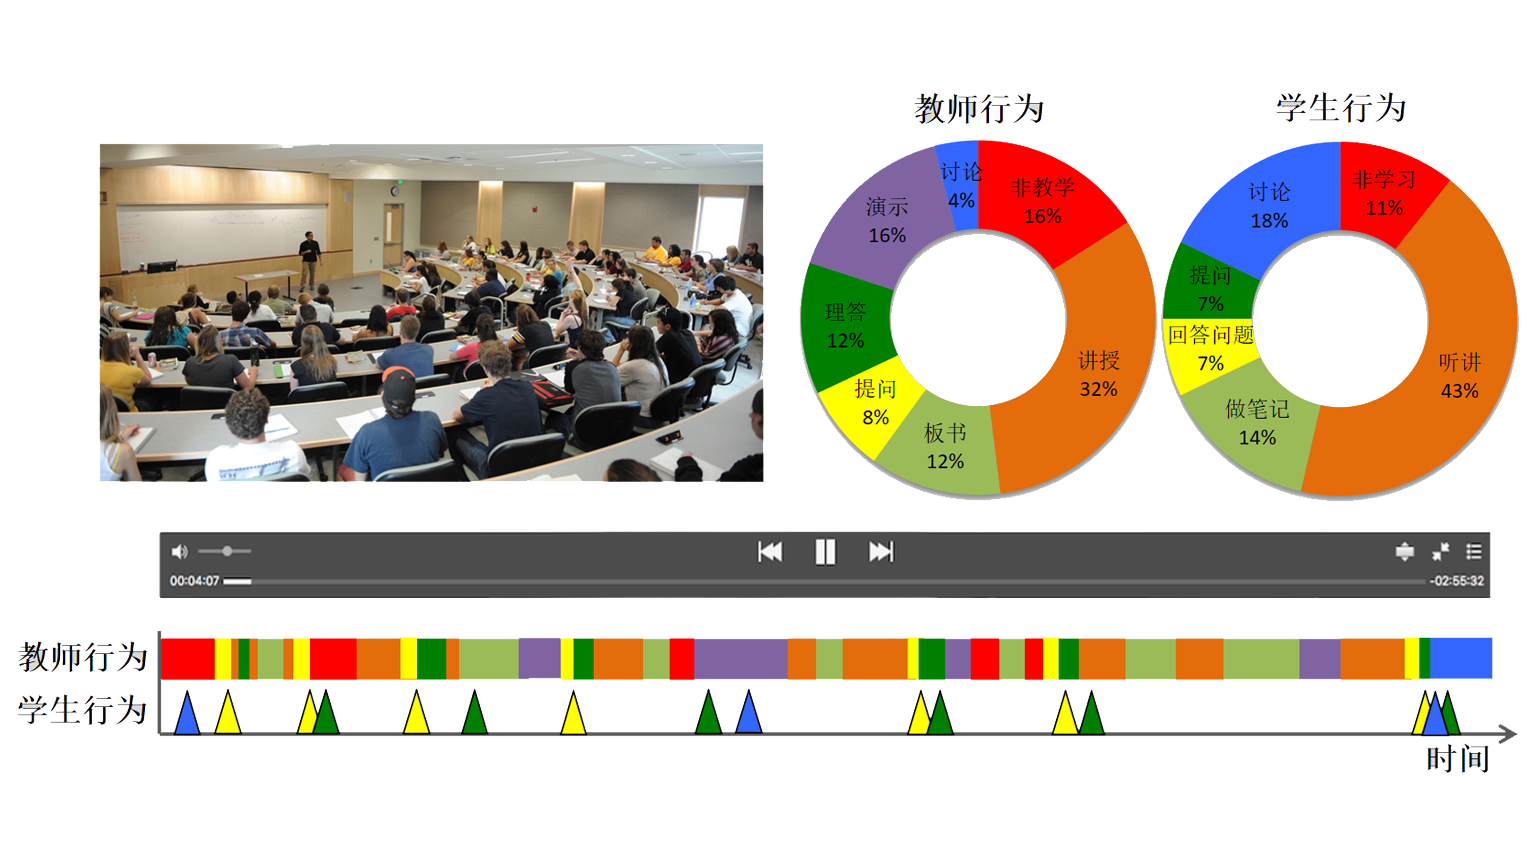 教师行为
学生行为
讨论
4%
非教学
16%
讲授
32%
板书
12%
提问
8%
理答
12%
演示
16%
非学习
11%
听讲
43%
做笔记
14%
回答问题
7%
提问
7%
讨论
18%
00:04:07
-02:55:32
教师行为
学生行为
时间